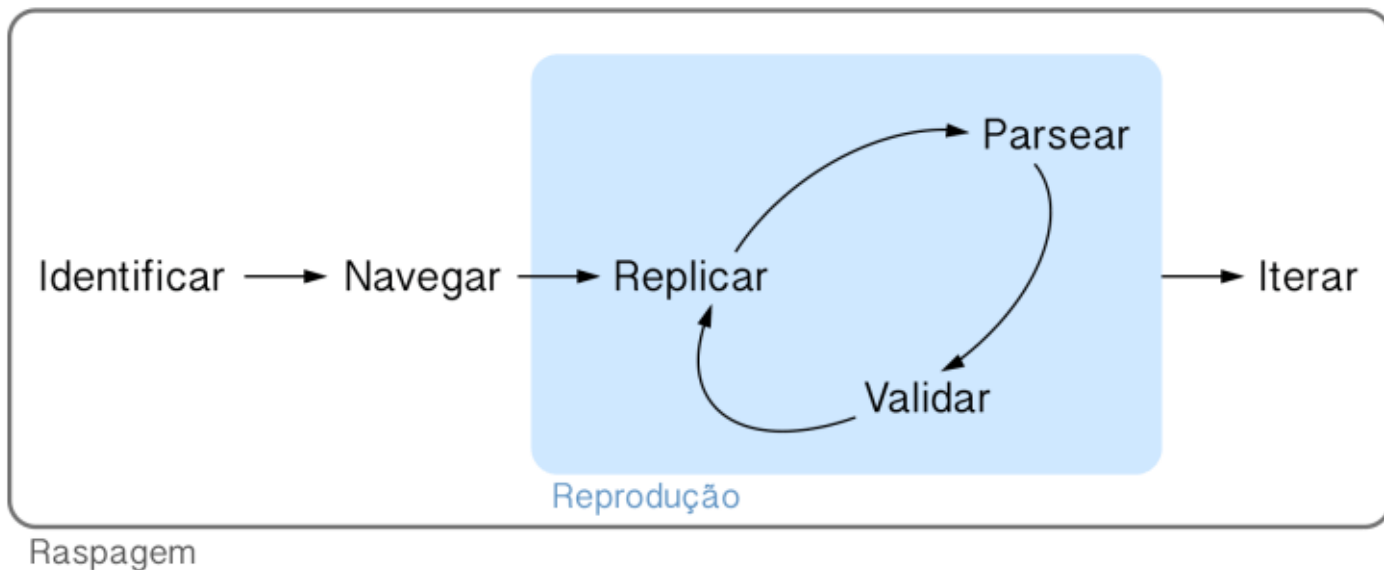 Parsear
Identificar
Navegar
Replicar
Iterar
Validar
Reprodução
Raspagem